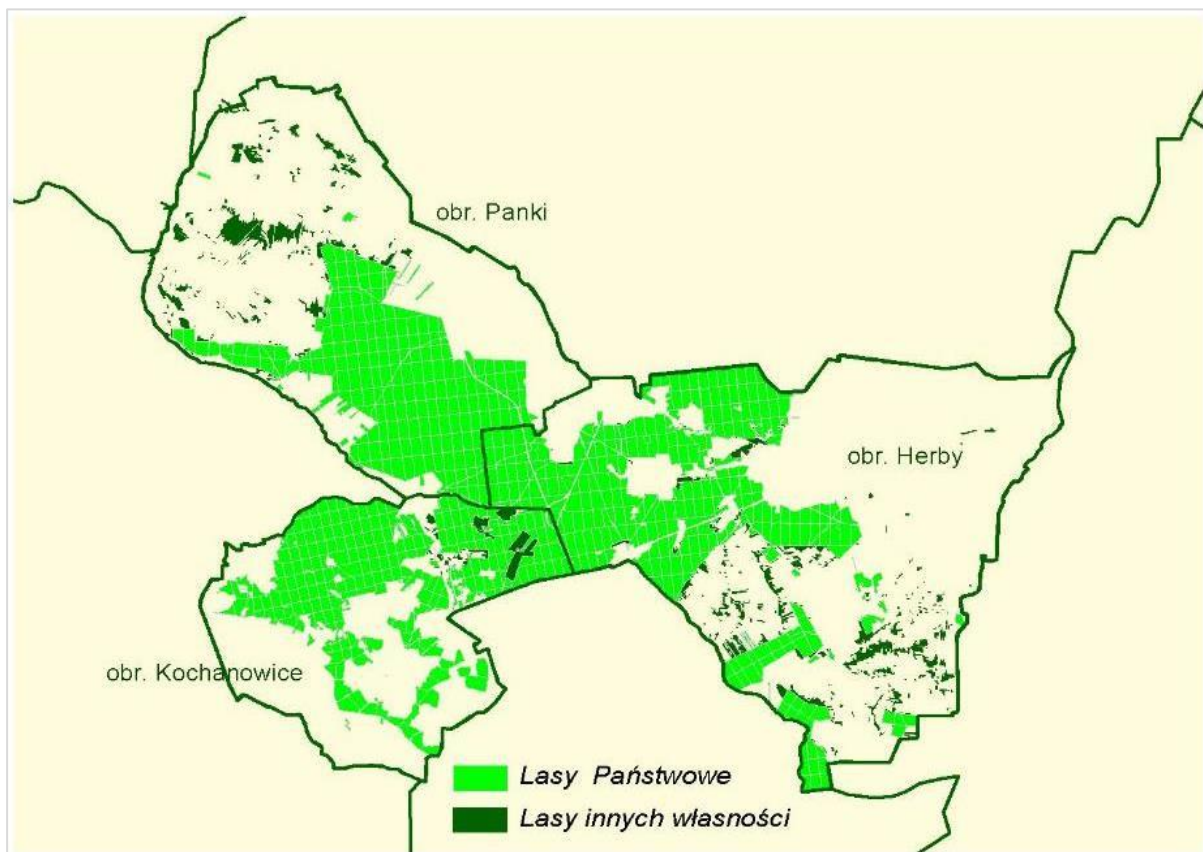 obr. Panki
obr. Herby
obr. Kochanowice
Lasy Państwowe
Lasy innych własności